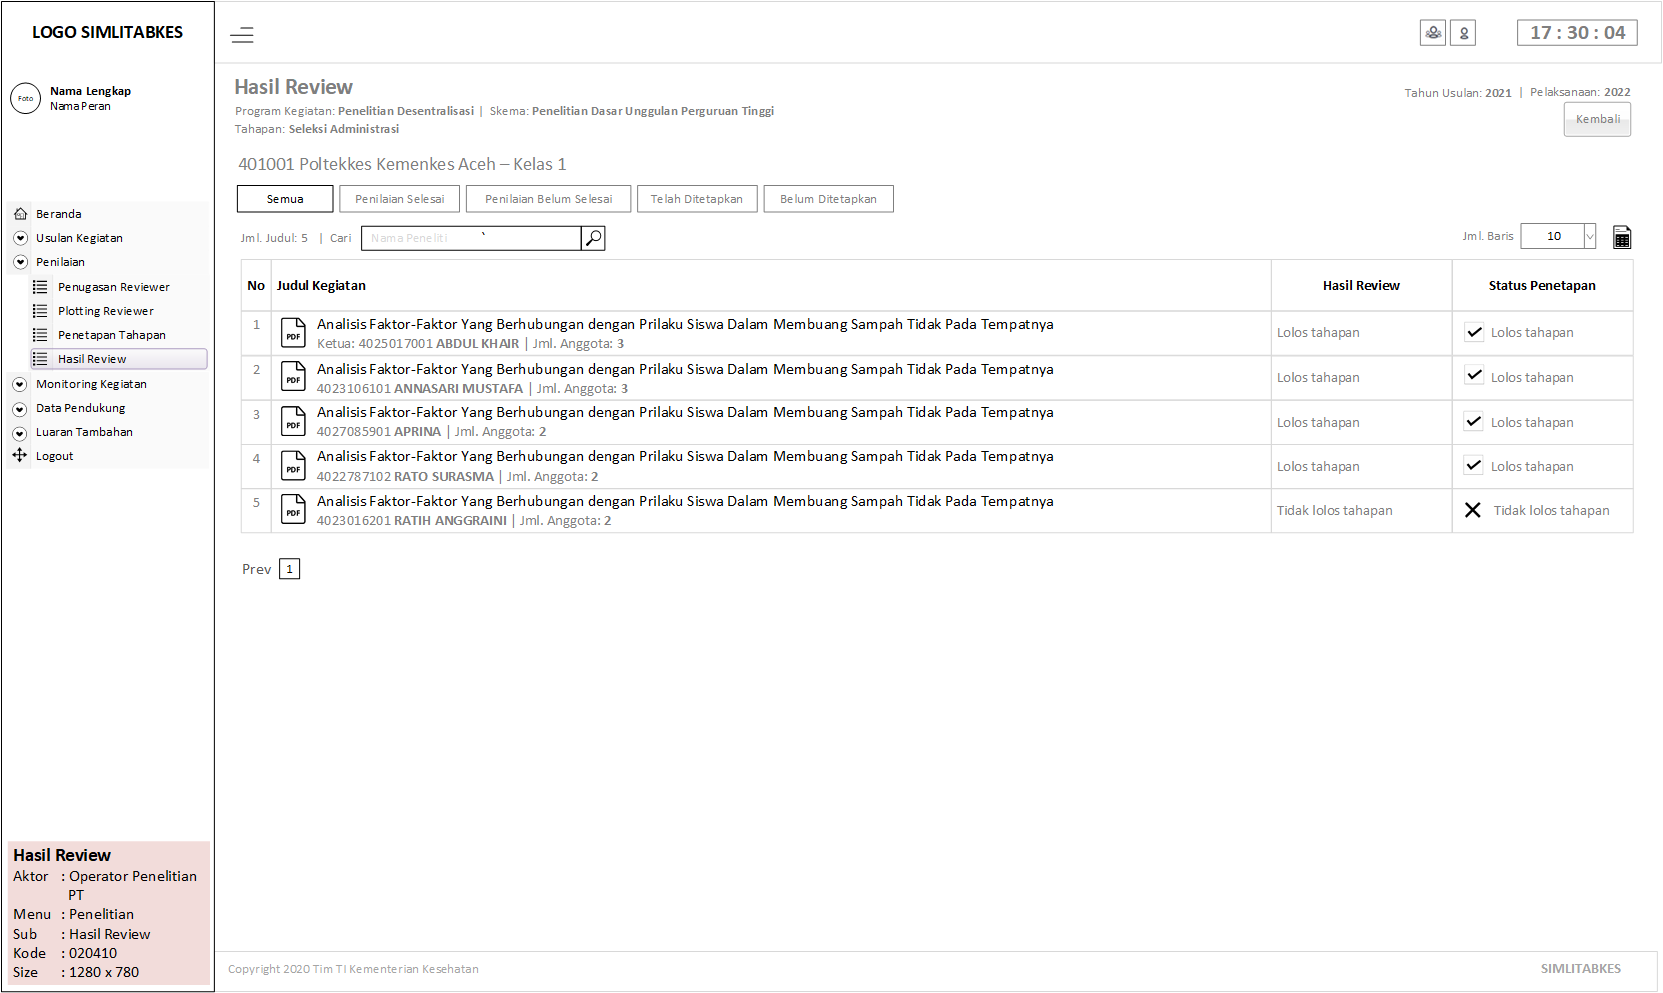 LOGO SIMLITABKES
17 : 30 : 04
Foto
Nama Lengkap
Nama Peran
Beranda
Usulan Kegiatan
Penilaian
Penugasan Reviewer
Plotting Reviewer
Penetapan Tahapan
Hasil Review
Monitoring Kegiatan
Data Pendukung
Luaran Tambahan
Logout
Hasil Review
Aktor : Operator Penelitian
PT
Menu : Penelitian
Sub : Hasil Review
Kode : 020410
Size : 1280 x 780
Hasil Review
Program Kegiatan: Penelitian Desentralisasi | Skema: Penelitian Dasar Unggulan Perguruan Tinggi
Tahapan: Seleksi Administrasi
Tahun Usulan: 2021 | Pelaksanaan: 2022
Kembali
401001 Poltekkes Kemenkes Aceh – Kelas 1
Semua Penilaian Selesai Penilaian Belum Selesai Telah Ditetapkan Belum Ditetapkan
Jml. Judul: 5 | Cari Nama Peneliti ` Jml. Baris 10
No Judul Kegiatan Hasil Review Status Penetapan
1 PDF Analisis Faktor-Faktor Yang Berhubungan dengan Prilaku Siswa Dalam Membuang Sampah Tidak Pada Tempatnya
Ketua: 4025017001 ABDUL KHAIR | Jml. Anggota: 3
Lolos tahapan Lolos tahapan
2 PDF Analisis Faktor-Faktor Yang Berhubungan dengan Prilaku Siswa Dalam Membuang Sampah Tidak Pada Tempatnya
4023106101 ANNASARI MUSTAFA | Jml. Anggota: 3
Lolos tahapan Lolos tahapan
3 PDF Analisis Faktor-Faktor Yang Berhubungan dengan Prilaku Siswa Dalam Membuang Sampah Tidak Pada Tempatnya
4027085901 APRINA | Jml. Anggota: 2
Lolos tahapan Lolos tahapan
4 PDF Analisis Faktor-Faktor Yang Berhubungan dengan Prilaku Siswa Dalam Membuang Sampah Tidak Pada Tempatnya
4022787102 RATO SURASMA | Jml. Anggota: 2
Lolos tahapan Lolos tahapan
5 PDF Analisis Faktor-Faktor Yang Berhubungan dengan Prilaku Siswa Dalam Membuang Sampah Tidak Pada Tempatnya
4023016201 RATIH ANGGRAINI | Jml. Anggota: 2
Tidak lolos tahapan Tidak lolos tahapan
Prev 1
Copyright 2020 Tim TI Kementerian Kesehatan
SIMLITABKES